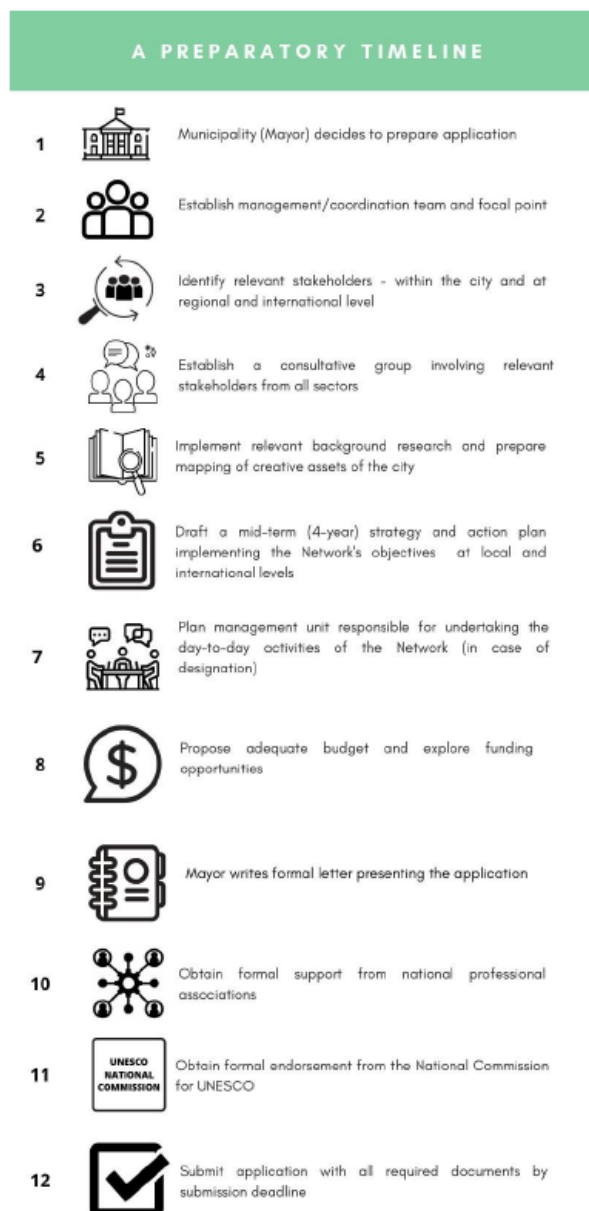 A PREPARATORY TIMELINE
1
Municipality (Mayor) decides to prepare application
2
Establish management/coordination team and focal point
3
Identify relevant stakeholders - within the city and at
regional and international level
4
Establish a consultative group involving relevant
stakeholders from all sectors
5
Implement relevant background research and prepare
mapping of creative assets of the city
6
Draft a mid-term (4-year) strategy and action plan
implementing the Network's objectives at local and
international levels
7
Plan management unit responsible for undertaking the
day-to-day activities of the Network (in case of
designation)
8
$
Propose adequate budget and explore funding
opportunities
9
Mayor writes formal letter presenting the application
10
Obtain formal support from national professional
associations
11
UNESCO
NATIONAL
COMMISSION
Obtain formal endorsement from the National Commission
for UNESCO
12
Submit application with all required documents by
submission deadline